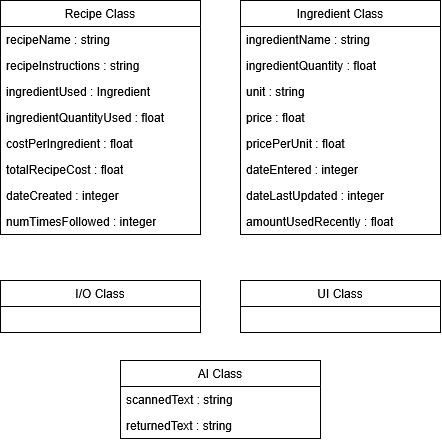 Recipe Class
recipeName : string
recipeInstructions : string
ingredientUsed : Ingredient
ingredientQuantityUsed : float
costPerIngredient : float
totalRecipeCost : float
dateCreated : integer
numTimesFollowed : integer
Ingredient Class
ingredientName : string
ingredientQuantity : float
unit : string
price : float
pricePerUnit : float
dateEntered : integer
dateLastUpdated : integer
amountUsedRecently : float
I/O Class
UI Class
AI Class
scannedText : string
returnedText : string